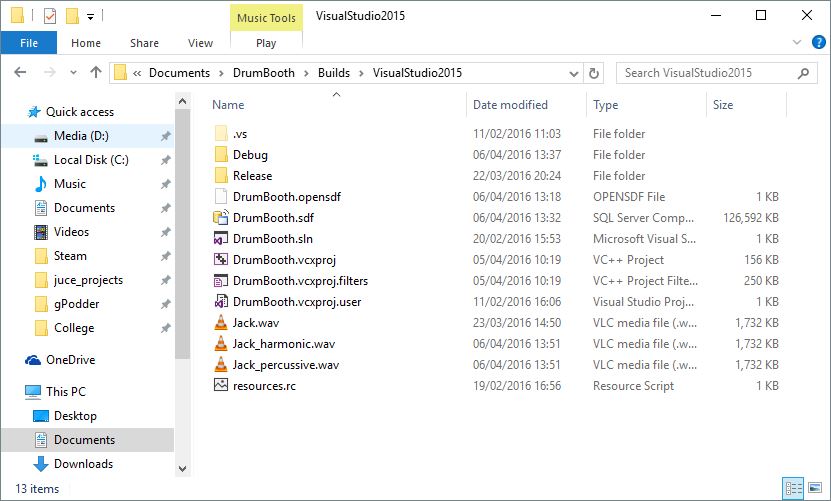 Music Tools VisualStudio2015
File Home Share View Play
« Documents › DrumBooth › Builds › VisualStudio2015 Search VisualStudio2015
Quick access
Media (D:)
Local Disk (C:)
Music
Documents
Videos
Steam
juce_projects
gPodder
College
OneDrive
This PC
Desktop
Documents
Downloads
Name Date modified Type Size
.vs 11/02/2016 11:03 File folder
Debug 06/04/2016 13:37 File folder
Release 22/03/2016 20:24 File folder
DrumBooth.opensdf 06/04/2016 13:18 OPENSDF File 1 KB
DrumBooth.sdf 06/04/2016 13:32 SQL Server Comp... 126,592 KB
DrumBooth.sln 20/02/2016 15:53 Microsoft Visual S... 1 KB
DrumBooth.vcxproj 05/04/2016 10:19 VC++ Project 156 KB
DrumBooth.vcxproj.filters 05/04/2016 10:19 VC++ Project Filte... 250 KB
DrumBooth.vcxproj.user 11/02/2016 16:06 Visual Studio Proj... 1 KB
Jack.wav 23/03/2016 14:50 VLC media file (.w... 1,732 KB
Jack_harmonic.wav 06/04/2016 13:51 VLC media file (.w... 1,732 KB
Jack_percussive.wav 06/04/2016 13:51 VLC media file (.w... 1,732 KB
resources.rc 19/02/2016 16:56 Resource Script 1 KB
13 items